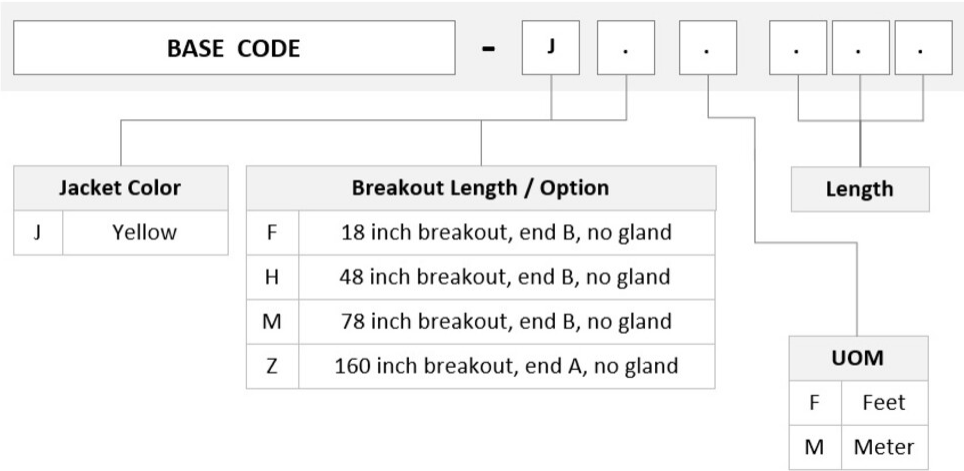 BASE CODE - J . . . . .
Jacket Color
J Yellow
Breakout Length / Option
F 18 inch breakout, end B, no gland
H 48 inch breakout, end B, no gland
M 78 inch breakout, end B, no gland
Z 160 inch breakout, end A, no gland
Length
UOM
F Feet
M Meter